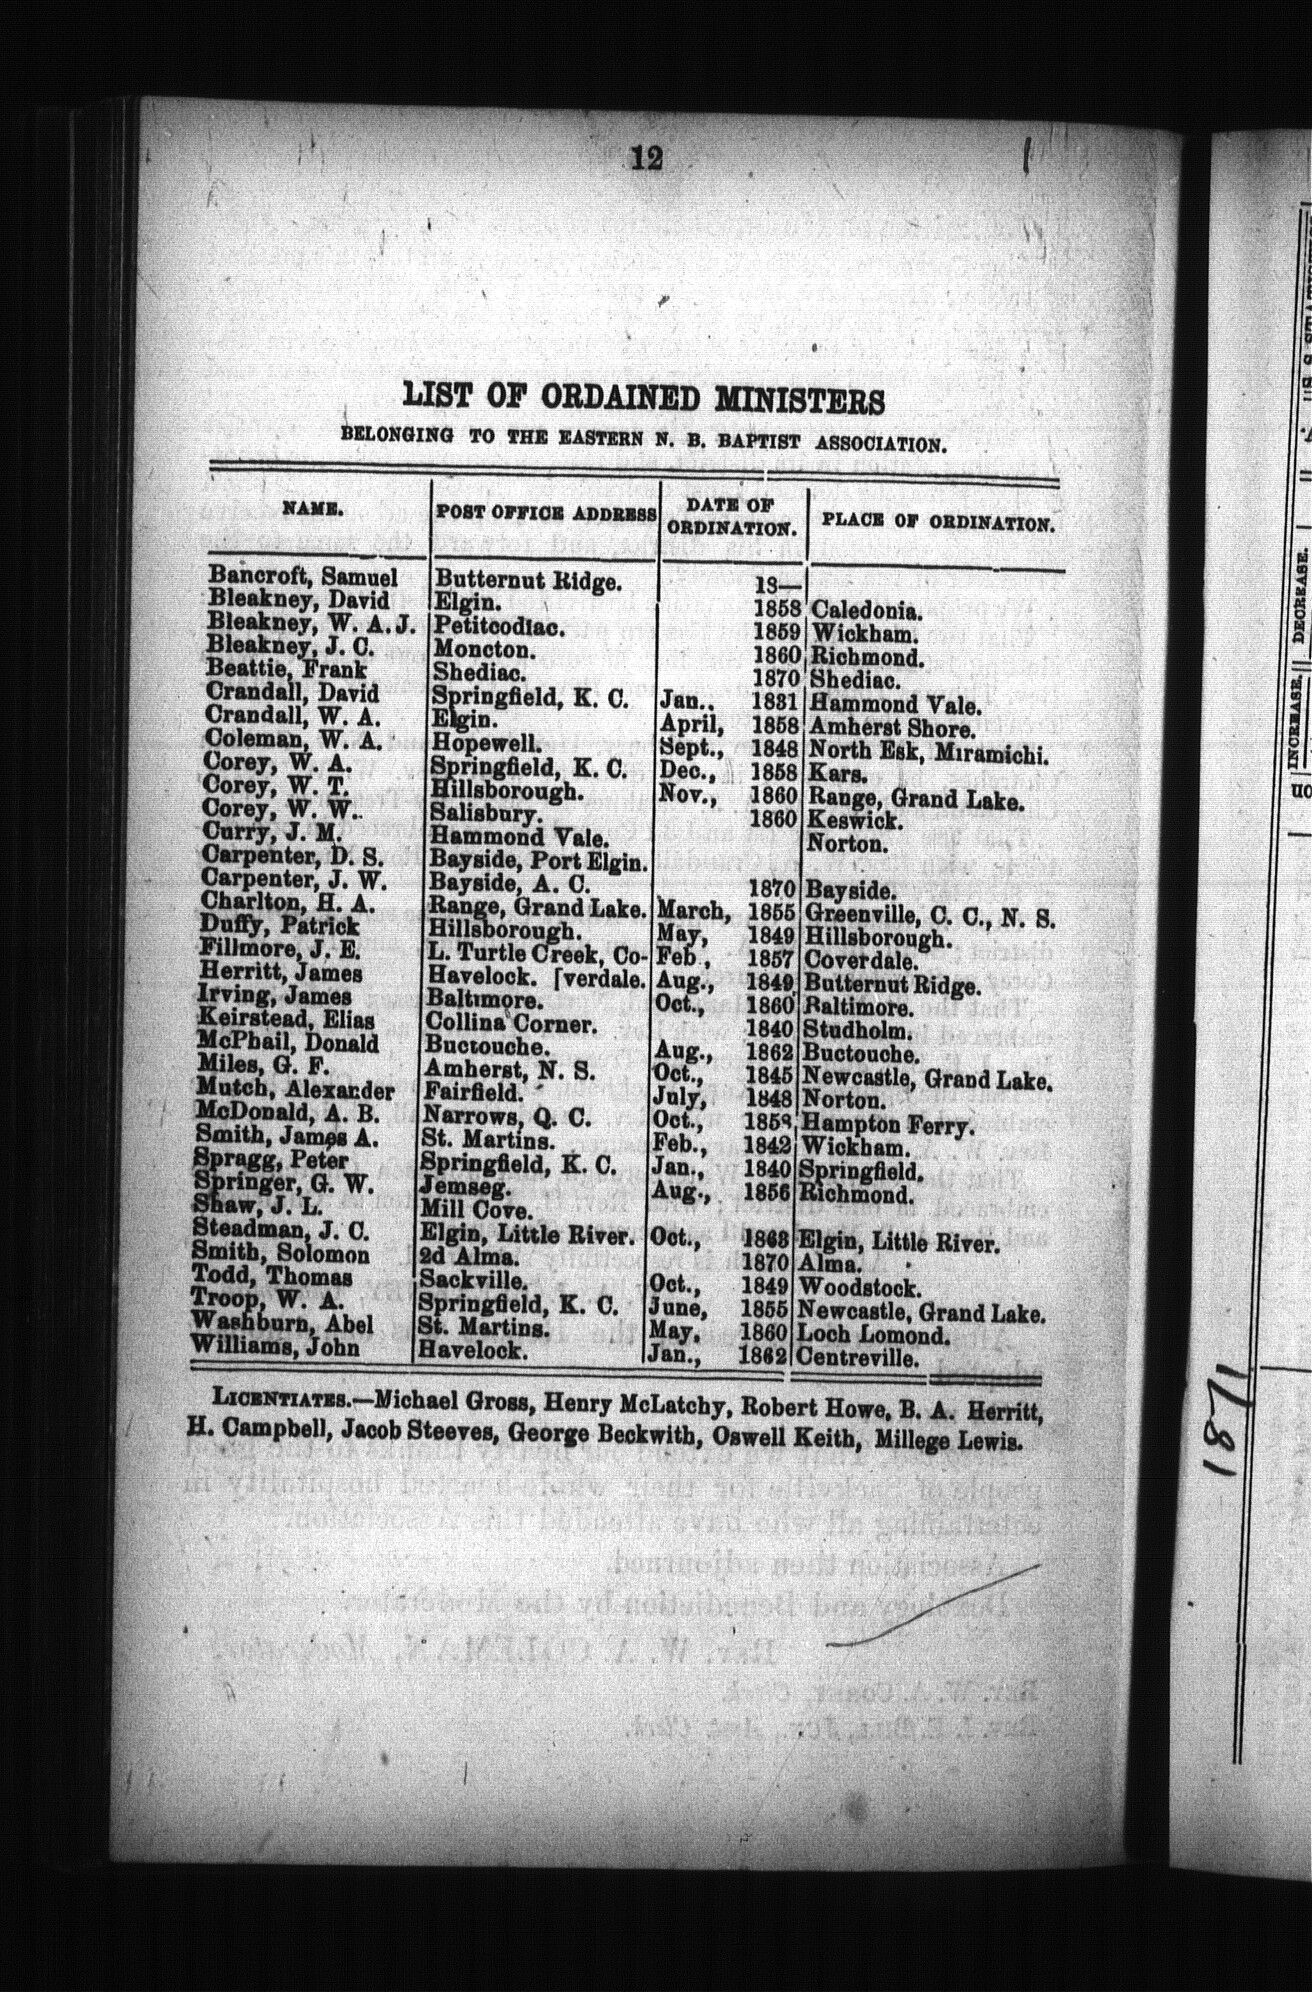 12
LIST OF ORDAINED MINISTERS
BELONGING TO THE EASTERN N. B. BAPTIST ASSOCIATION.
NAME. POST OFFICE ADDRESS DATE OF ORDINATION. PLACE OF ORDINATION.
Bancroft, Samuel Butternut Ridge. 18—
Bleakney, David Elgin. 1858 Caledonia.
Bleakney, W. A. J. Petitcodiac. 1859 Wickham.
Bleakney, J. C. Moncton. 1860 Richmond.
Beattie, Frank Shediac. 1870 Shediac.
Crandall, David Springfield, K. C. Jan., 1831 Hammond Vale.
Crandall, W. A. Elgin. April, 1858 Amherst Shore.
Coleman, W. A. Hopewell. Sept., 1848 North Esk, Miramichi.
Corey, W. A. Springfield, K. C. Dec., 1858 Kars.
Corey, W. T. Hillsborough. Nov., 1860 Range, Grand Lake.
Corey, W. W. Salisbury. 1860 Keswick.
Curry, J. M. Hammond Vale. Norton.
Carpenter, D. S. Bayside, Port Elgin.
Carpenter, J. W. Bayside, A. C. 1870 Bayside.
Charlton, H. A. Range, Grand Lake. March, 1855 Greenville, C. C., N. S.
Duffy, Patrick Hillsborough. May, 1849 Hillsborough.
Fillmore, J. E. L. Turtle Creek, Co- Feb., 1857 Coverdale.
Herritt, James Havelock. [verdale. Aug., 1849 Butternut Ridge.
Irving, James Baltimore. Oct., 1860 Baltimore.
Keirstead, Elias Collina Corner. 1840 Studholm.
McPhail, Donald Buctouche. Aug., 1862 Buctouche.
Miles, G. F. Amherst, N. S. Oct., 1845 Newcastle, Grand Lake.
Mutch, Alexander Fairfield. July, 1848 Norton.
McDonald, A. B. Narrows, Q. C. Oct., 1858 Hampton Ferry.
Smith, James A. St. Martins. Feb., 1842 Wickham.
Spragg, Peter Springfield, K. C. Jan., 1840 Springfield.
Springer, G. W. Jemseg. Aug., 1856 Richmond.
Shaw, J. L. Mill Cove.
Steadman, J. C. Elgin, Little River. Oct., 1868 Elgin, Little River.
Smith, Solomon 2d Alma. 1870 Alma.
Todd, Thomas Sackville. Oct., 1849 Woodstock.
Troop, W. A. Springfield, K. C. June, 1855 Newcastle, Grand Lake.
Washburn, Abel St. Martins. May, 1860 Loch Lomond.
Williams, John Havelock. Jan., 1862 Centreville.
LICENTIATES.—Michael Gross, Henry McLatchy, Robert Howe, B. A. Herritt,
H. Campbell, Jacob Steeves, George Beckwith, Oswell Keith, Millege Lewis.
INCREASE. DECREASE.
1871